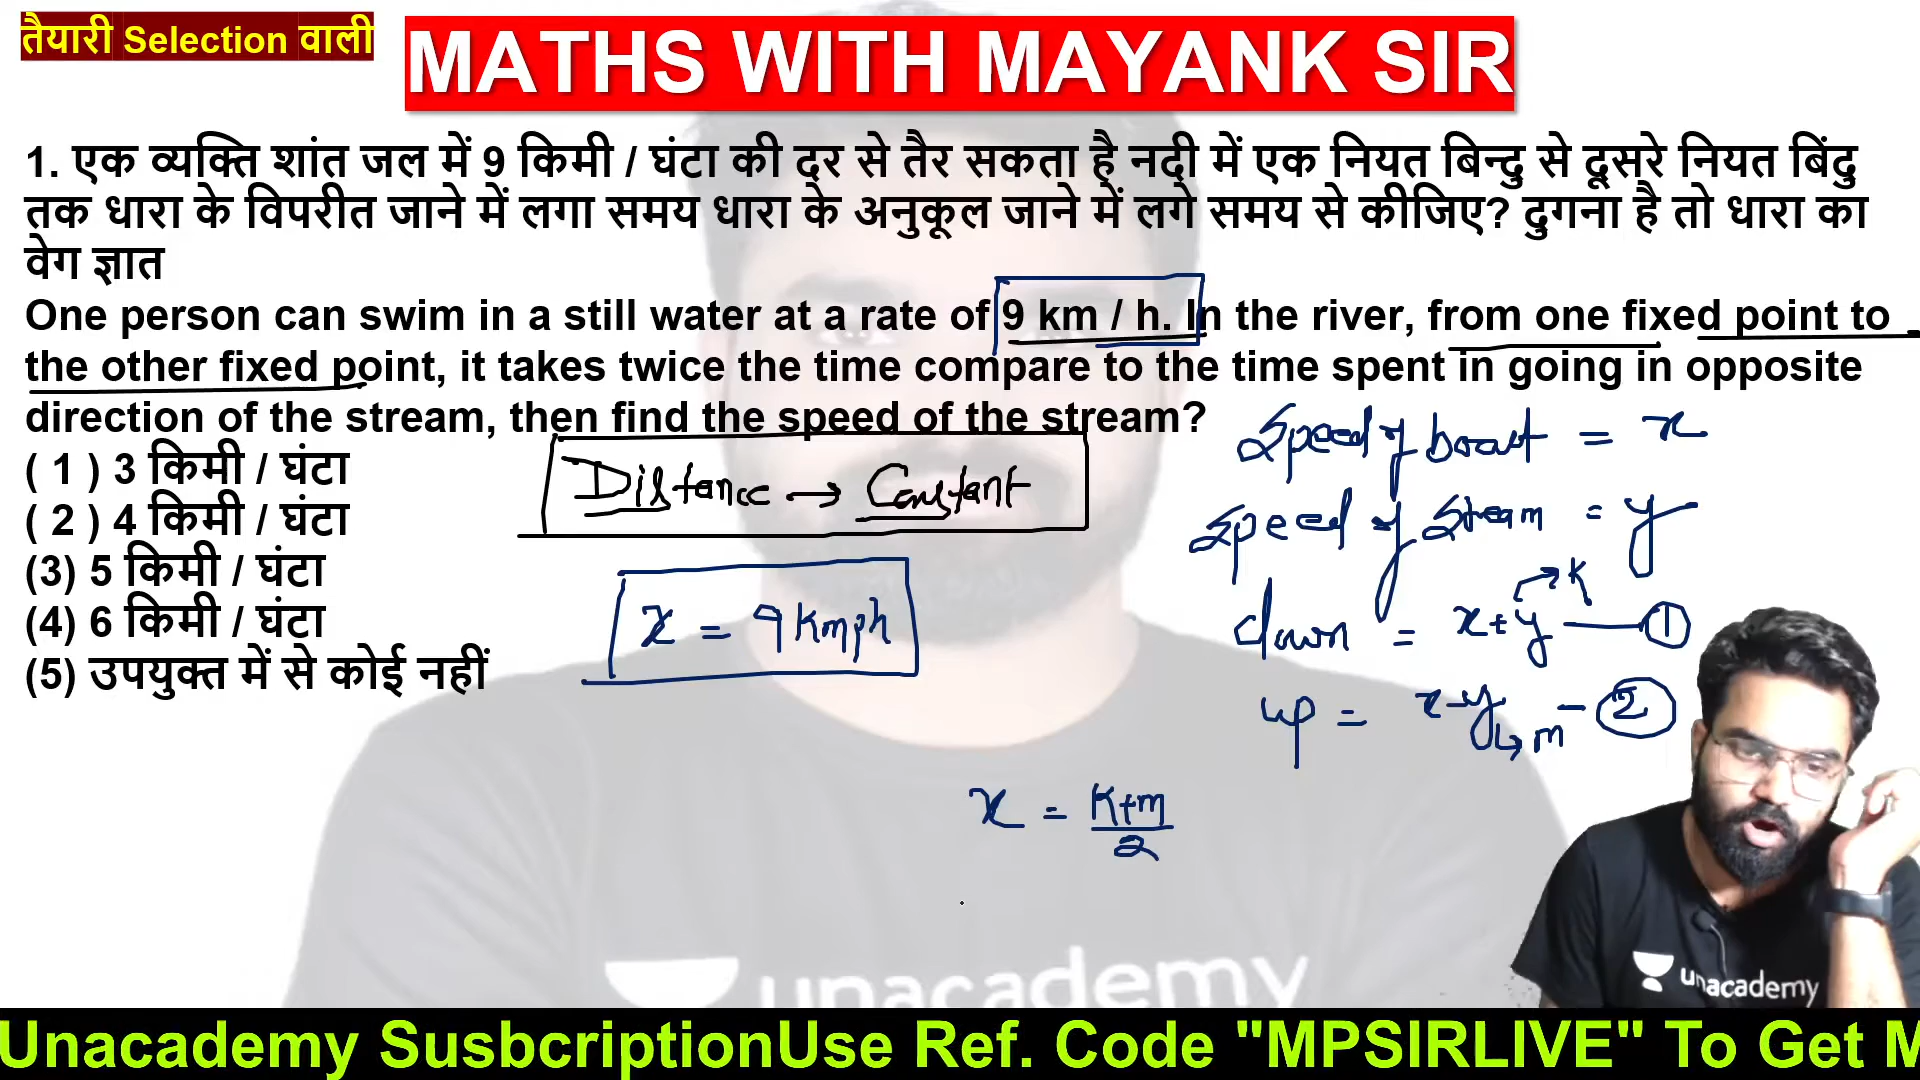 तैयारी Selection वाली
MATHS WITH MAYANK SIR
1. एक व्यक्ति शांत जल में 9 किमी / घंटा की दर से तैर सकता है नदी में एक नियत बिन्दु से दूसरे नियत बिंदु
तक धारा के विपरीत जाने में लगा समय धारा के अनुकूल जाने में लगे समय से कीजिए? दुगना है तो धारा का
वेग ज्ञात
One person can swim in a still water at a rate of 9 km / h. In the river, from one fixed point to
the other fixed point, it takes twice the time compare to the time spent in going in opposite
direction of the stream, then find the speed of the stream?
( 1 ) 3 किमी / घंटा
( 2 ) 4 किमी / घंटा
(3) 5 किमी / घंटा
(4) 6 किमी / घंटा
(5) उपयुक्त में से कोई नहीं
Distance → Constant
x = 9 Kmph
Speed of boat = x
Speed of Steam = y
down = x+y → K — 1
up = x-y ↳ m - 2
x = K+m / 2
unacademy
unacademy
Unacademy SusbcriptionUse Ref. Code "MPSIRLIVE" To Get M